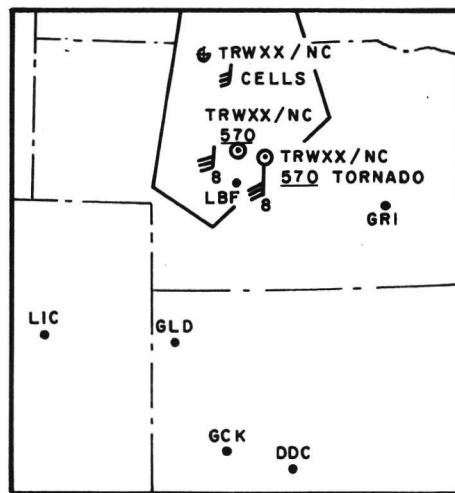 TRWXX/NC
CELLS
TRWXX/NC
570
8
TRWXX/NC
570 TORNADO
8
LBF
GRI
LIC
GLD
GCK
DDC